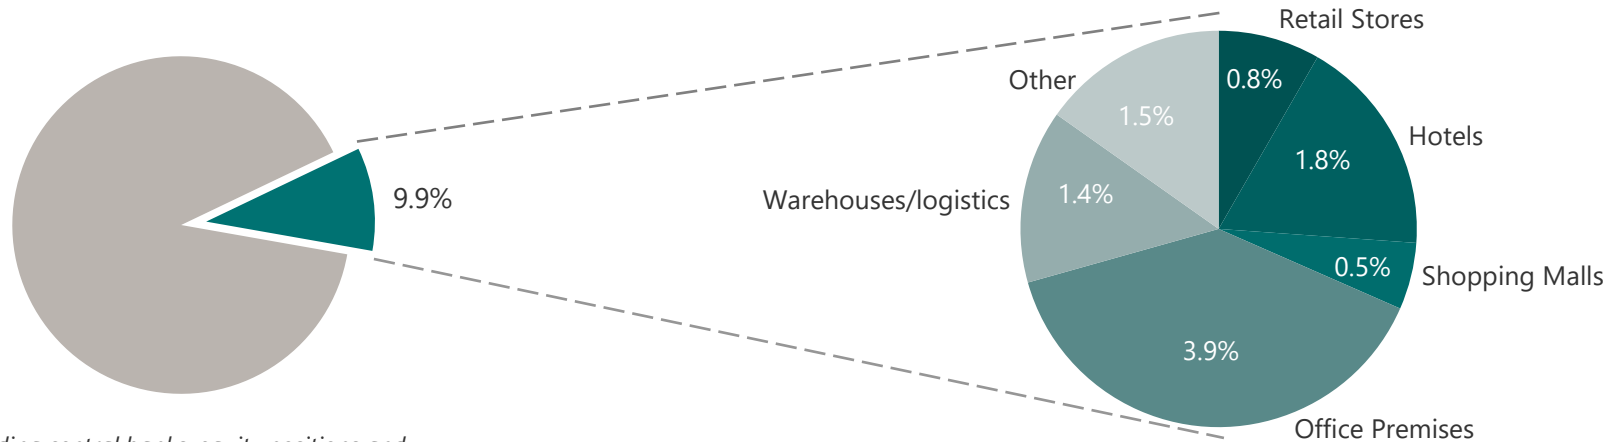 Retail Stores
Other
0.8%
1.5%
Hotels
1.8%
Warehouses/logistics
1.4%
9.9%
0.5%
Shopping Malls
3.9%
Office Premises